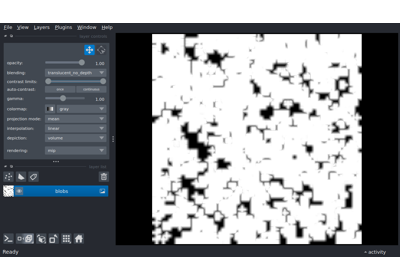 File View Layers Plugins Window Help
layer controls
opacity: 1.00
blending: translucent_no_depth
contrast limits:
auto-contrast: once continuous
gamma: 1.00
colormap: gray
projection mode: mean
interpolation: linear
depiction: volume
rendering: mip
layer list
blobs
Ready
activity